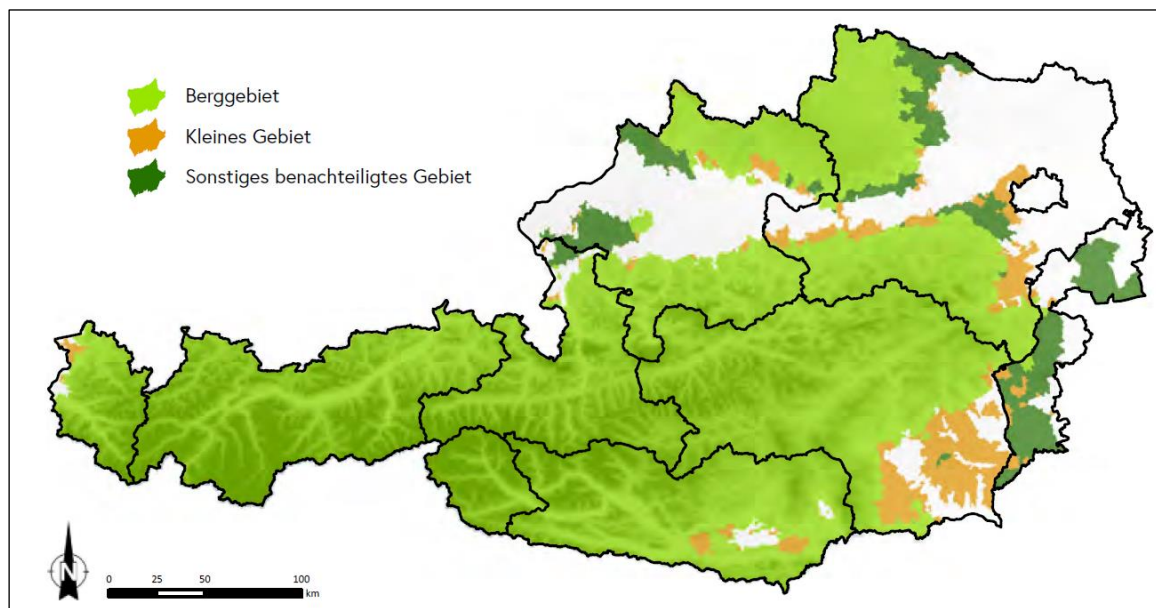 Berggebiet
Kleines Gebiet
Sonstiges benachteiligtes Gebiet
N
0 25 50 100
km